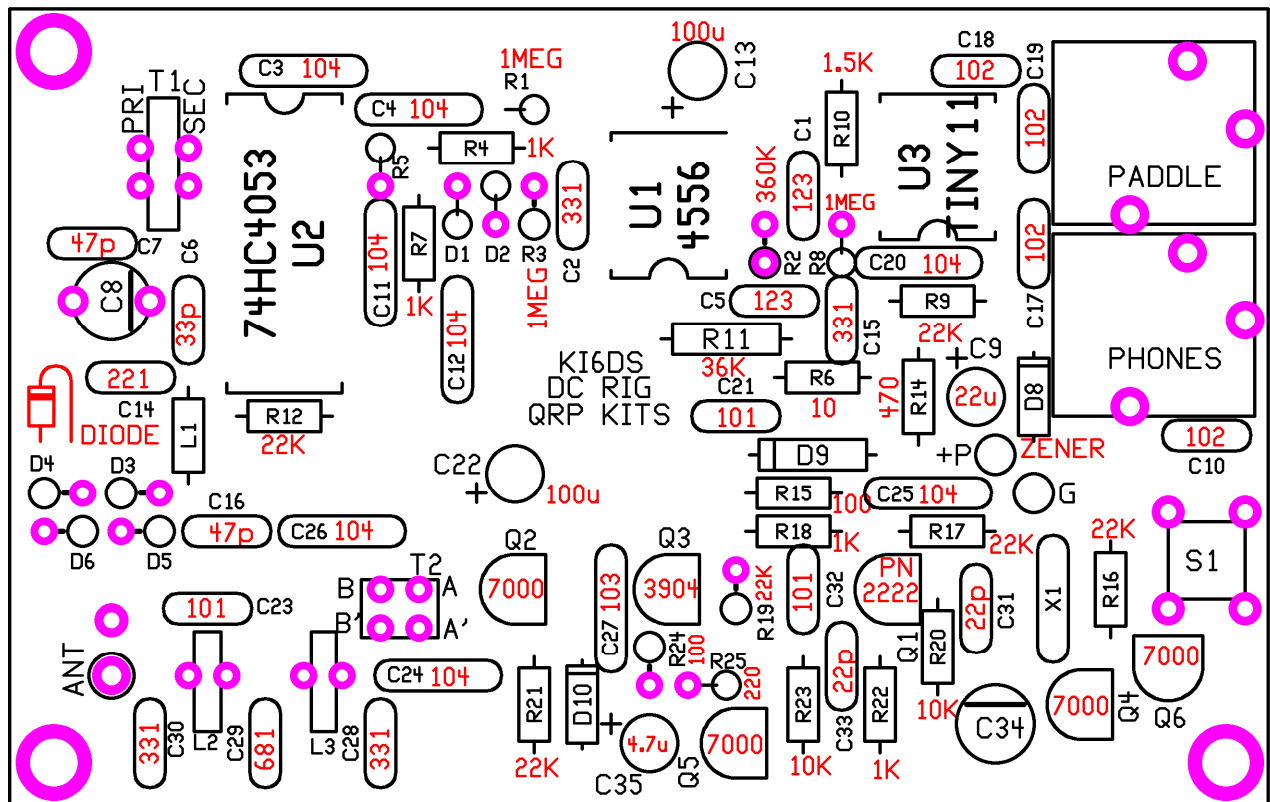 100u
C13
C18
102
C19
102
PADDLE
C3 104
T1
PRI
SEC
C4 104
1MEG
R1
R5
R4
1K
1.5K
R10
C1
123
360K
1MEG
U3
TINY11
74HC4053
U2
U1
4556
331
C2
R7
1K
C11 104
D1
D2
R3
1MEG
R2
R8
C20 104
102
C17
47p
C7
C6
C8
33p
C12 104
C5
123
331
C15
R9
22K
R11
36K
KI6DS
DC RIG
QRP KITS
R6
10
C21
101
470
R14
C9
22u
D8
ZENER
PHONES
102
C10
221
C14
DIODE
L1
R12
22K
C22
100u
D9
+P
G
R15
100
C25 104
R18
1K
R17
22K
D4
D3
D6
D5
C16
47p
C26 104
T2
B
A
B'
A'
Q2
7000
Q3
3904
C27 103
22K
R19
101
C32
PN
2222
Q1
22p
C31
X1
22K
R16
S1
101
C23
ANT
C24 104
R24
100
R25
220
R21
22K
D10
4.7u
C35
7000
Q5
R23
10K
22p
C33
R22
1K
R20
10K
C34
7000
Q4
7000
Q6
331
C30
L2
C29
681
L3
C28
331